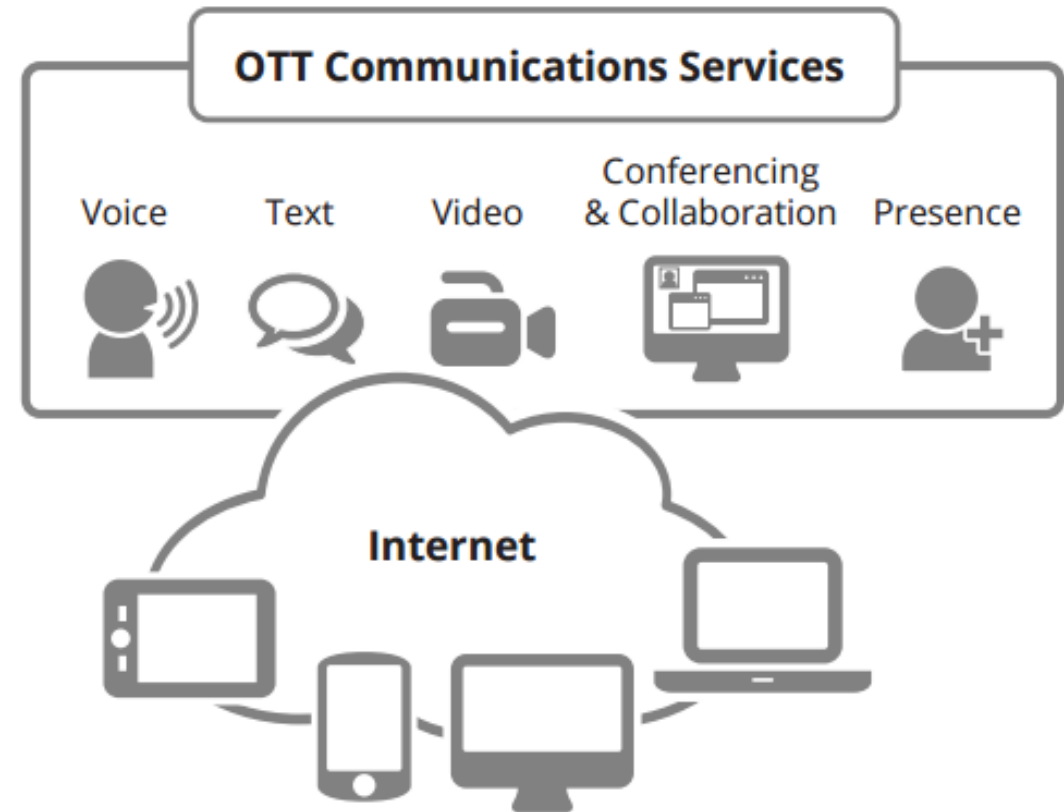 OTT Communications Services
Voice
Text
Video
Conferencing
& Collaboration
Presence
Internet